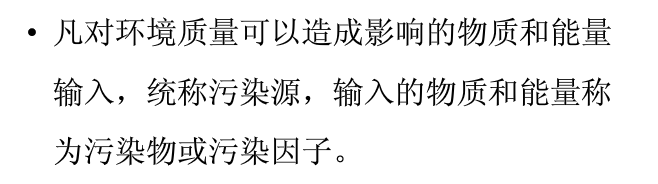 • 凡对环境质量可以造成影响的物质和能量
输入，统称污染源，输入的物质和能量称
为污染物或污染因子。